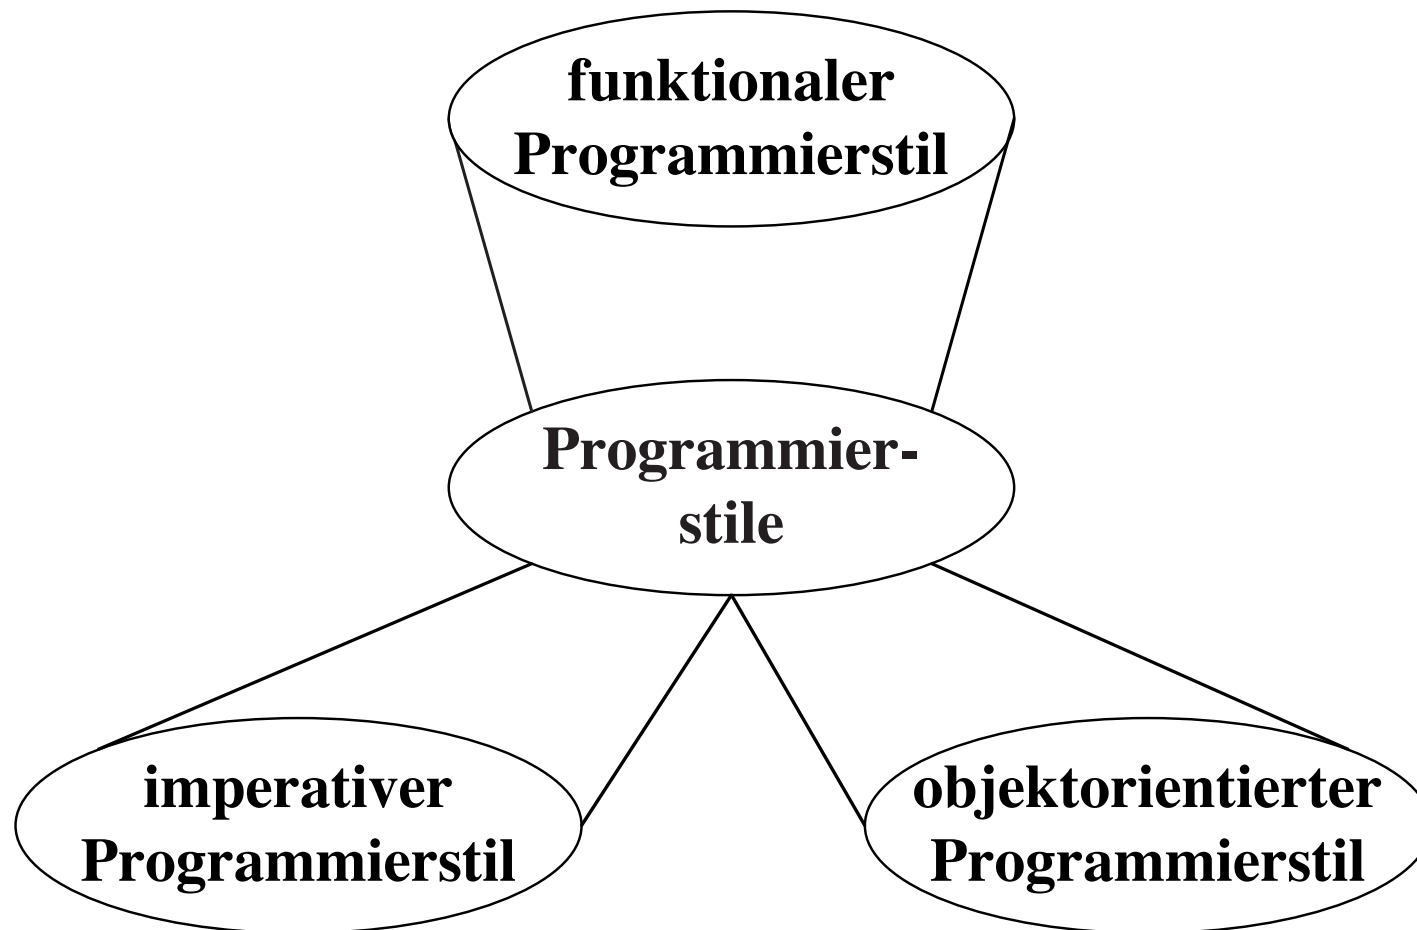 funktionaler
Programmierstil
Programmier-
stile
imperativer
Programmierstil
objektorientierter
Programmierstil